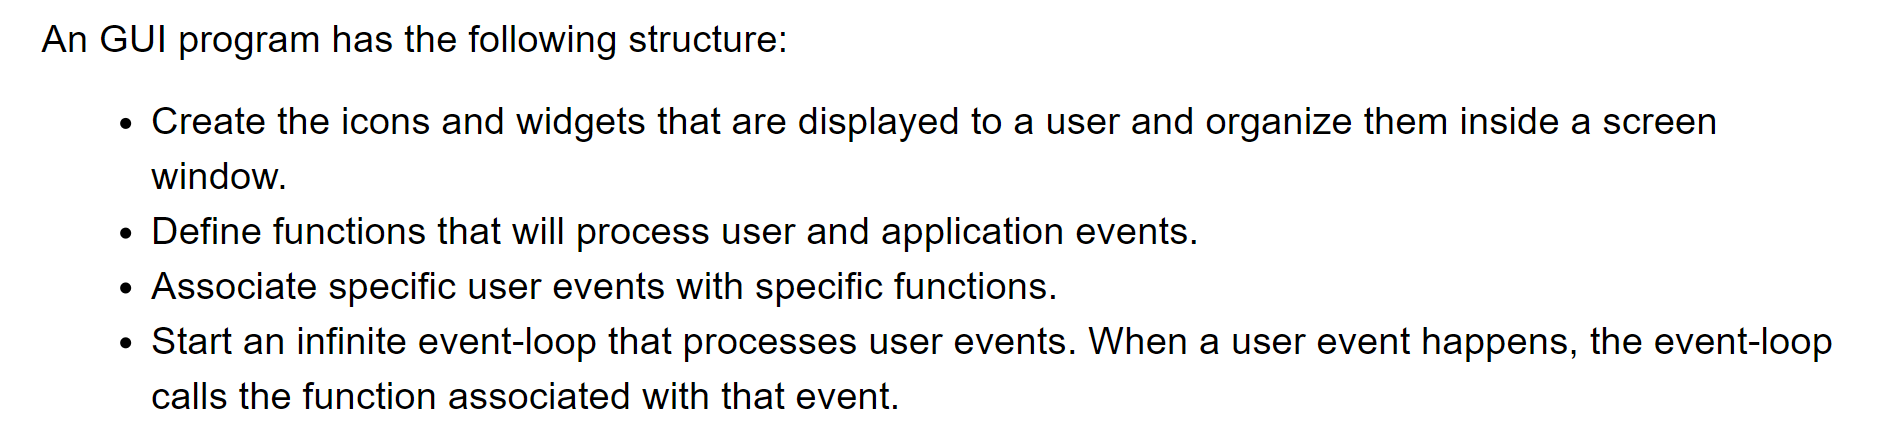 An GUI program has the following structure:
• Create the icons and widgets that are displayed to a user and organize them inside a screen
window.
• Define functions that will process user and application events.
• Associate specific user events with specific functions.
• Start an infinite event-loop that processes user events. When a user event happens, the event-loop
calls the function associated with that event.